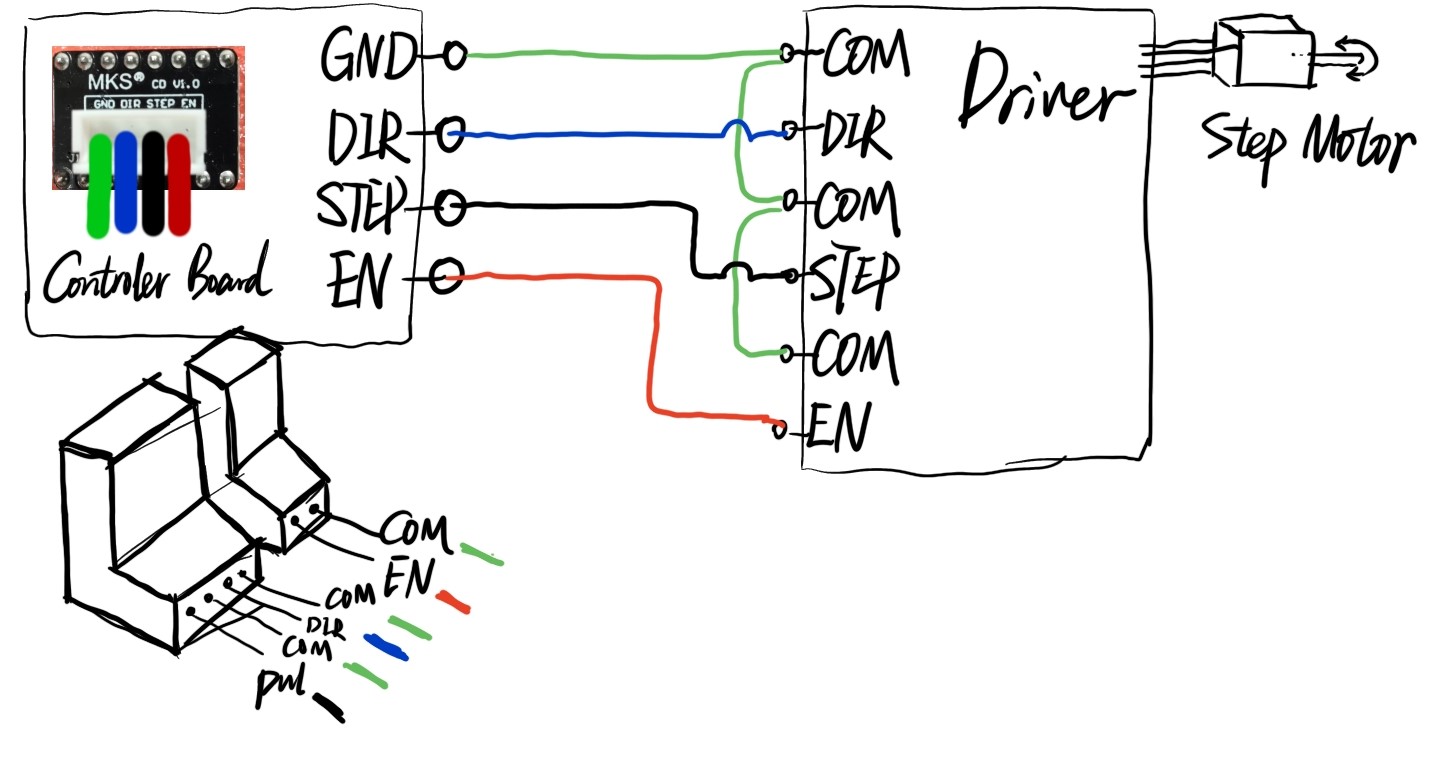 MKS® CD V1.0
GND DIR STEP EN
J1
Controler Board
GND
DIR
STEP
EN
COM
DIR
COM
STEP
COM
EN
Driver
Step Motor
COM
EN
COM
DIR
COM
pul